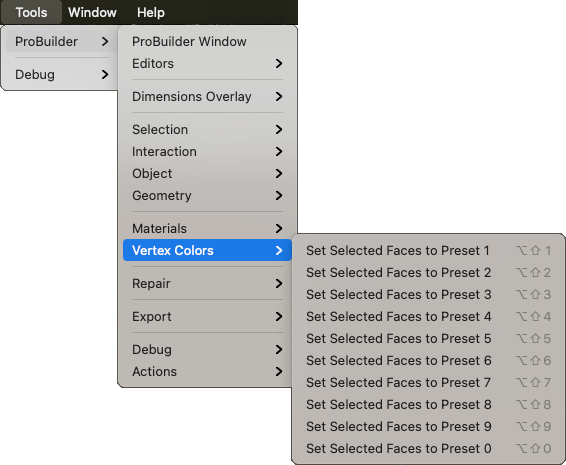 Tools Window Help
ProBuilder
Debug
ProBuilder Window
Editors
Dimensions Overlay
Selection
Interaction
Object
Geometry
Materials
Vertex Colors
Repair
Export
Debug
Actions
Set Selected Faces to Preset 1 ⌥⇧1
Set Selected Faces to Preset 2 ⌥⇧2
Set Selected Faces to Preset 3 ⌥⇧3
Set Selected Faces to Preset 4 ⌥⇧4
Set Selected Faces to Preset 5 ⌥⇧5
Set Selected Faces to Preset 6 ⌥⇧6
Set Selected Faces to Preset 7 ⌥⇧7
Set Selected Faces to Preset 8 ⌥⇧8
Set Selected Faces to Preset 9 ⌥⇧9
Set Selected Faces to Preset 0 ⌥⇧0